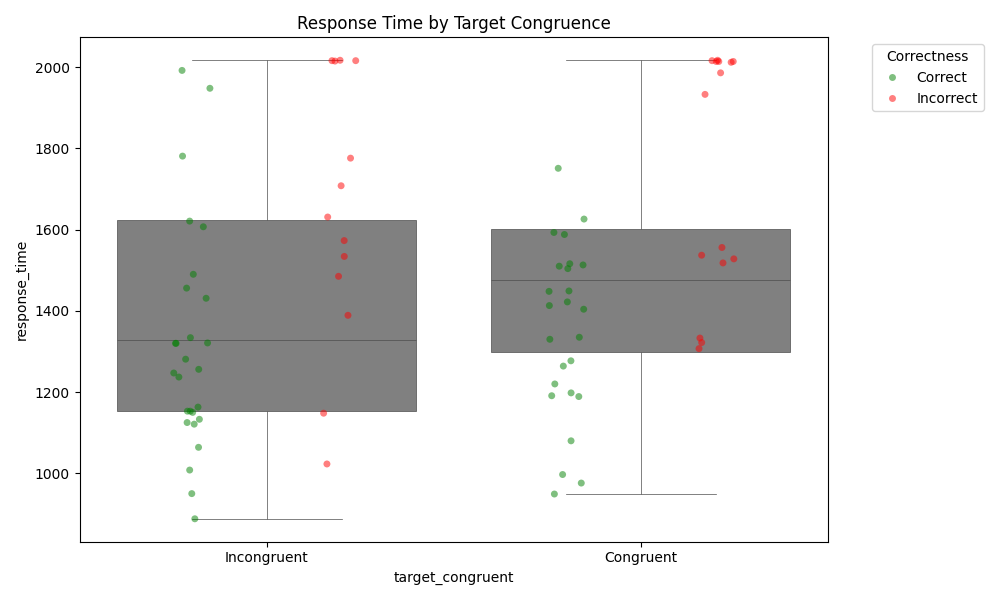 Response Time by Target Congruence
Correctness
Correct
Incorrect
response_time
2000
1800
1600
1400
1200
1000
Incongruent
Congruent
target_congruent